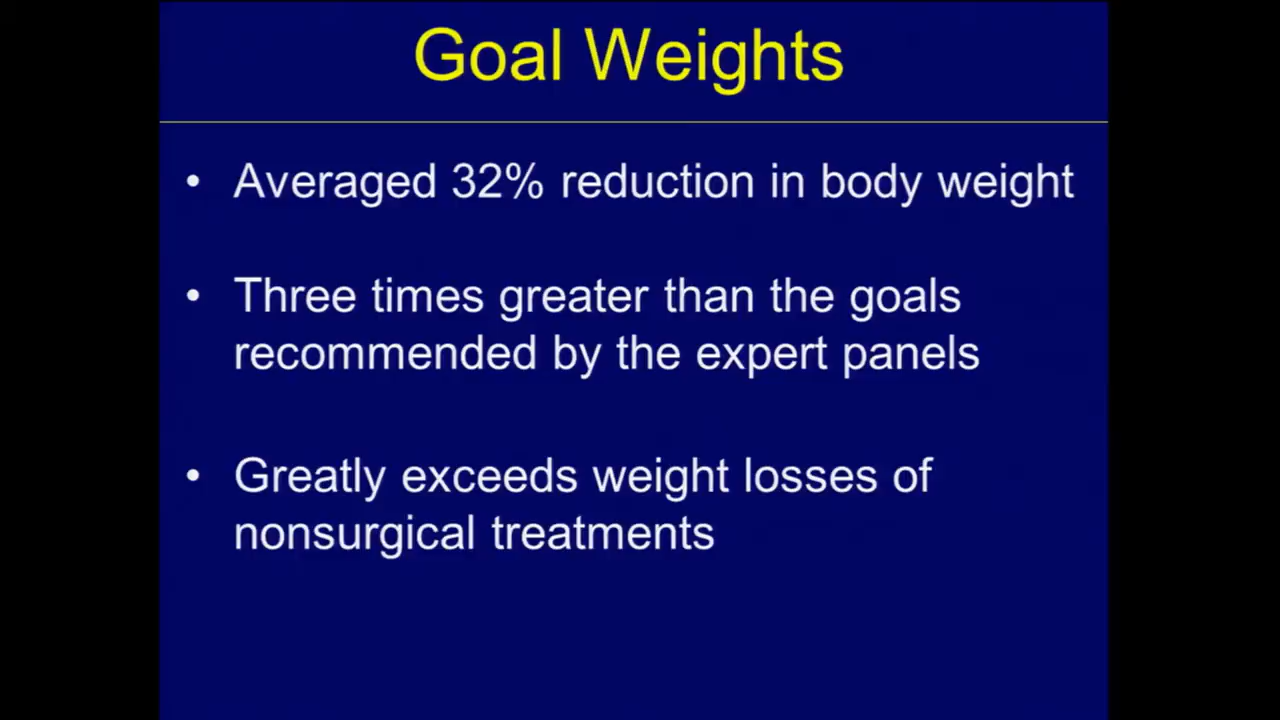 Goal Weights
• Averaged 32% reduction in body weight
• Three times greater than the goals
recommended by the expert panels
• Greatly exceeds weight losses of
nonsurgical treatments